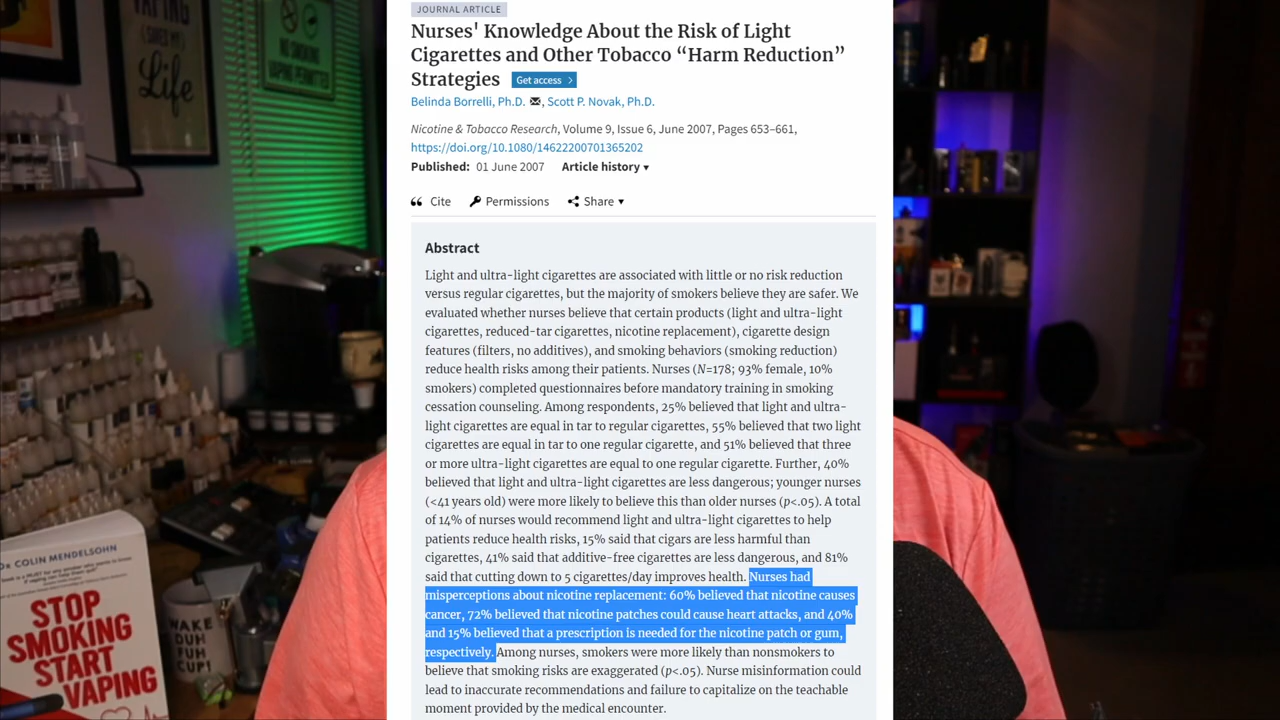 JOURNAL ARTICLE
Nurses' Knowledge About the Risk of Light
Cigarettes and Other Tobacco “Harm Reduction”
Strategies Get access
Belinda Borrelli, Ph.D. , Scott P. Novak, Ph.D.
Nicotine & Tobacco Research, Volume 9, Issue 6, June 2007, Pages 653–661,
https://doi.org/10.1080/14622200701365202
Published: 01 June 2007 Article history
Cite Permissions Share
Abstract
Light and ultra-light cigarettes are associated with little or no risk reduction
versus regular cigarettes, but the majority of smokers believe they are safer. We
evaluated whether nurses believe that certain products (light and ultra-light
cigarettes, reduced-tar cigarettes, nicotine replacement), cigarette design
features (filters, no additives), and smoking behaviors (smoking reduction)
reduce health risks among their patients. Nurses (N=178; 93% female, 10%
smokers) completed questionnaires before mandatory training in smoking
cessation counseling. Among respondents, 25% believed that light and ultra-
light cigarettes are equal in tar to regular cigarettes, 55% believed that two light
cigarettes are equal in tar to one regular cigarette, and 51% believed that three
or more ultra-light cigarettes are equal to one regular cigarette. Further, 40%
believed that light and ultra-light cigarettes are less dangerous; younger nurses
(<41 years old) were more likely to believe this than older nurses (p<.05). A total
of 14% of nurses would recommend light and ultra-light cigarettes to help
patients reduce health risks, 15% said that cigars are less harmful than
cigarettes, 41% said that additive-free cigarettes are less dangerous, and 81%
said that cutting down to 5 cigarettes/day improves health. Nurses had
misperceptions about nicotine replacement: 60% believed that nicotine causes
cancer, 72% believed that nicotine patches could cause heart attacks, and 40%
and 15% believed that a prescription is needed for the nicotine patch or gum,
respectively. Among nurses, smokers were more likely than nonsmokers to
believe that smoking risks are exaggerated (p<.05). Nurse misinformation could
lead to inaccurate recommendations and failure to capitalize on the teachable
moment provided by the medical encounter.
VAPING
Life
NO SMOKING
VAPING PERMITTED
COLIN MENDELSOHN
STOP
SMOKING
START
VAPING
WAKE
DUH
FUH
CUP!